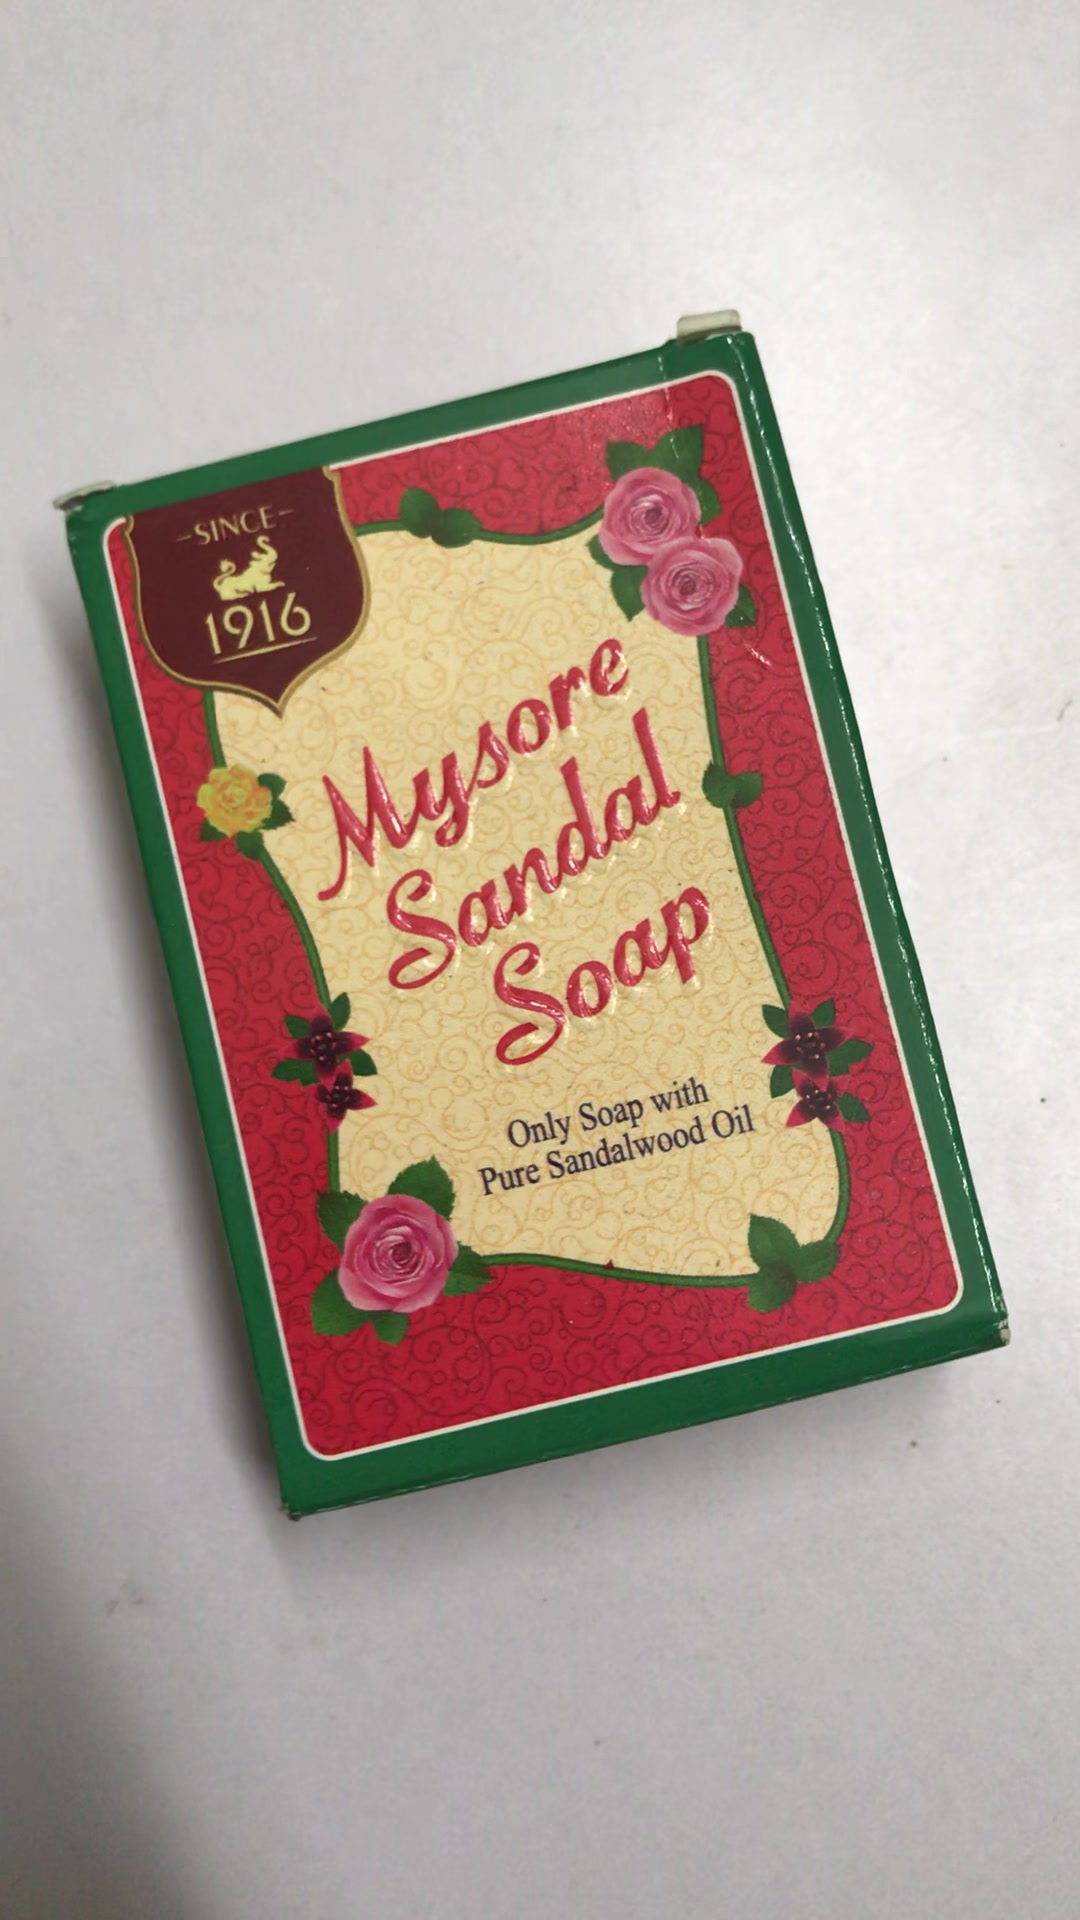 -SINCE-
1916
Mysore
Sandal
Soap
Only Soap with
Pure Sandalwood Oil